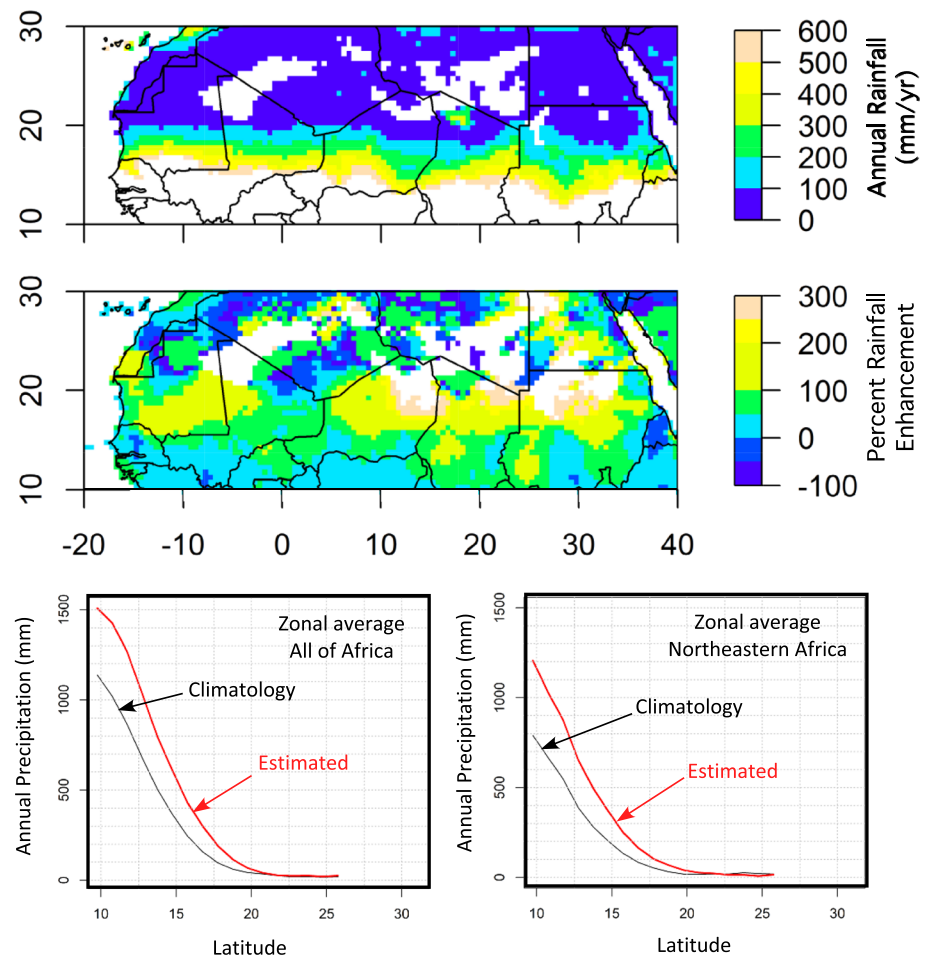 30
20
10
600
500
400
300
200
100
0
Annual Rainfall
(mm/yr)
30
20
10
-20
-10
0
10
20
30
40
300
200
100
0
-100
Percent Rainfall
Enhancement
Annual Precipitation (mm)
1500
1000
500
0
Zonal average
All of Africa
Climatology
Estimated
10
15
20
25
30
Latitude
Annual Precipitation (mm)
1500
1000
500
0
Zonal average
Northeastern Africa
Climatology
Estimated
10
15
20
25
30
Latitude